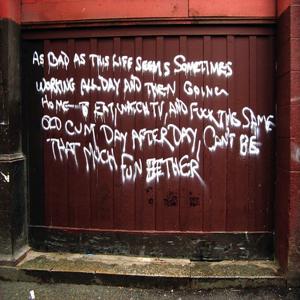 AS BAD AS THIS LIFE SEEMS SOMETIMES
WORKING ALL DAY AND THEN GOING
HOME TO EAT, WATCH TV, AND FUCK THE SAME
OLD CUM DAY AFTER DAY, CAN'T BE
THAT MUCH FUN EITHER